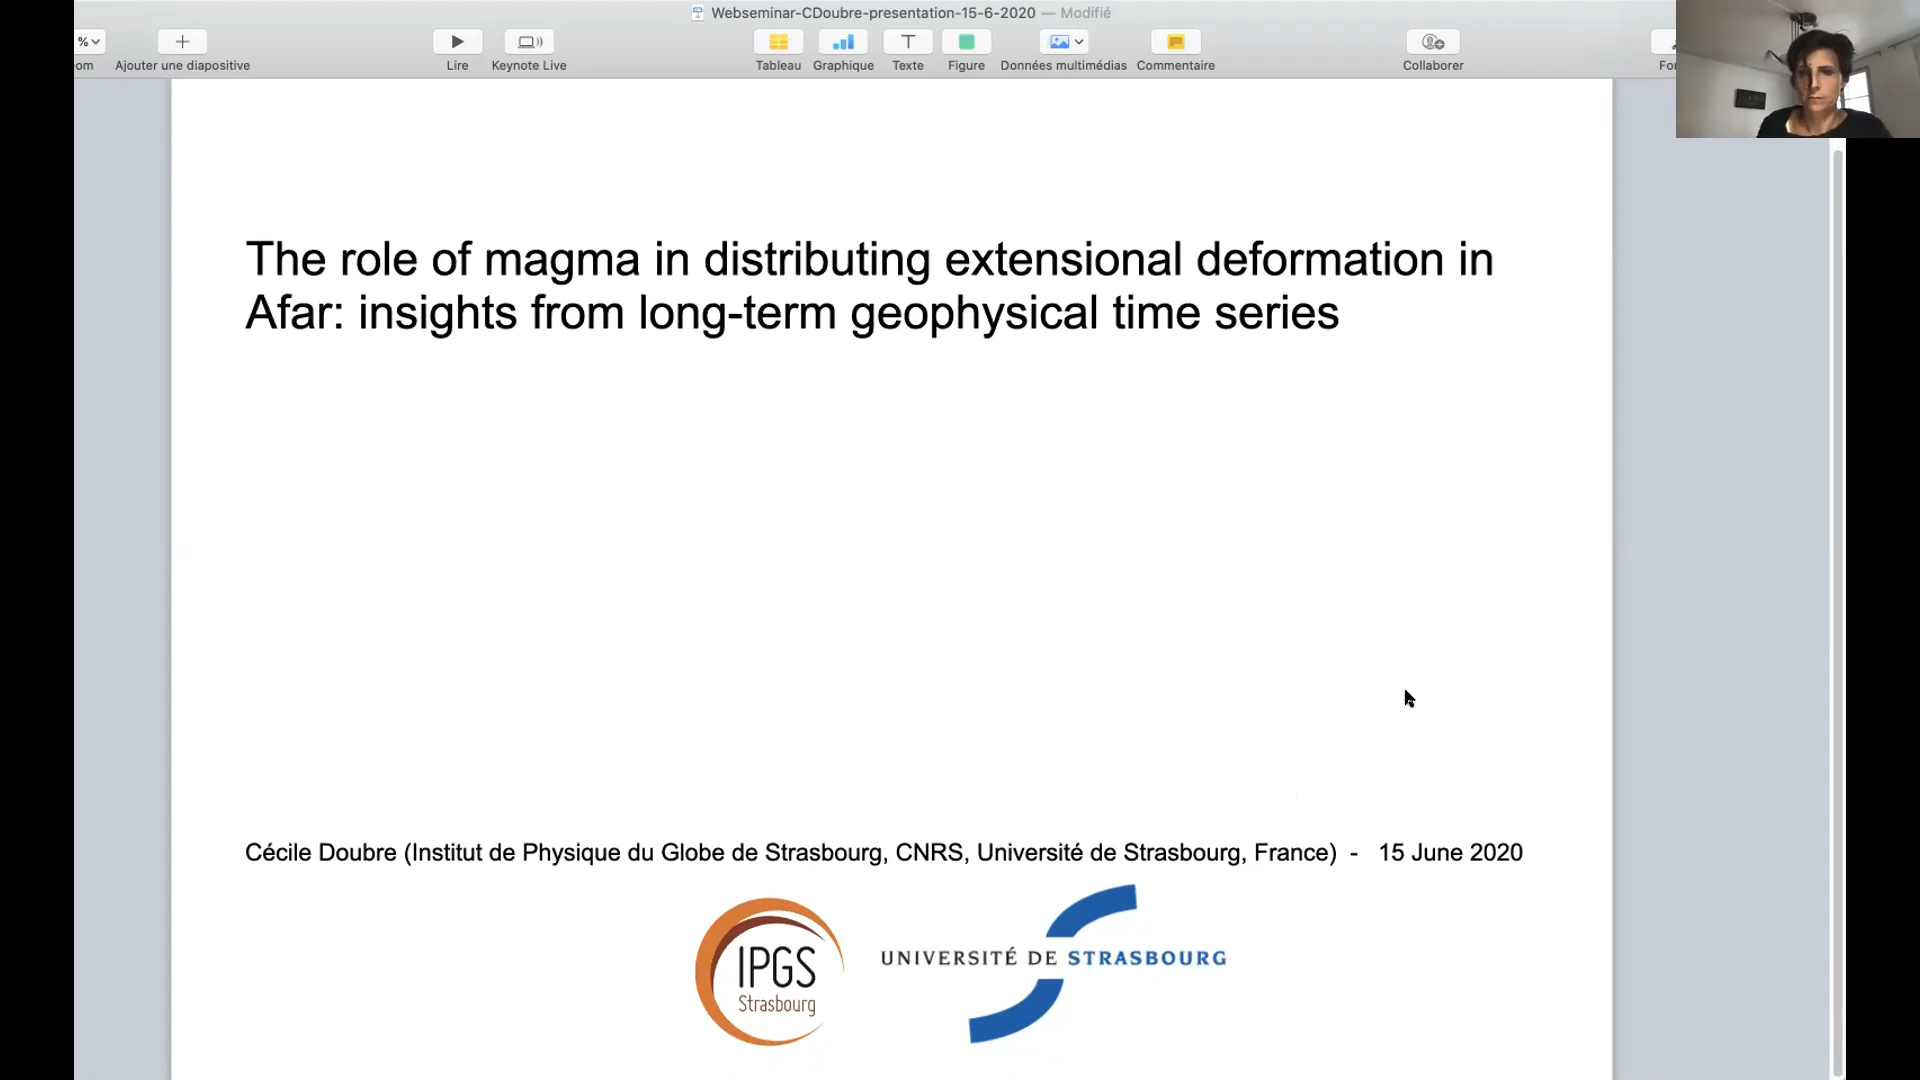 Webseminar-CDoubre-presentation-15-6-2020 — Modifié
%
Ajouter une diapositive
Lire
Keynote Live
Tableau
Graphique
Texte
Figure
Données multimédias
Commentaire
Collaborer
The role of magma in distributing extensional deformation in
Afar: insights from long-term geophysical time series
Cécile Doubre (Institut de Physique du Globe de Strasbourg, CNRS, Université de Strasbourg, France) - 15 June 2020
IPGS
Strasbourg
UNIVERSITÉ DE STRASBOURG